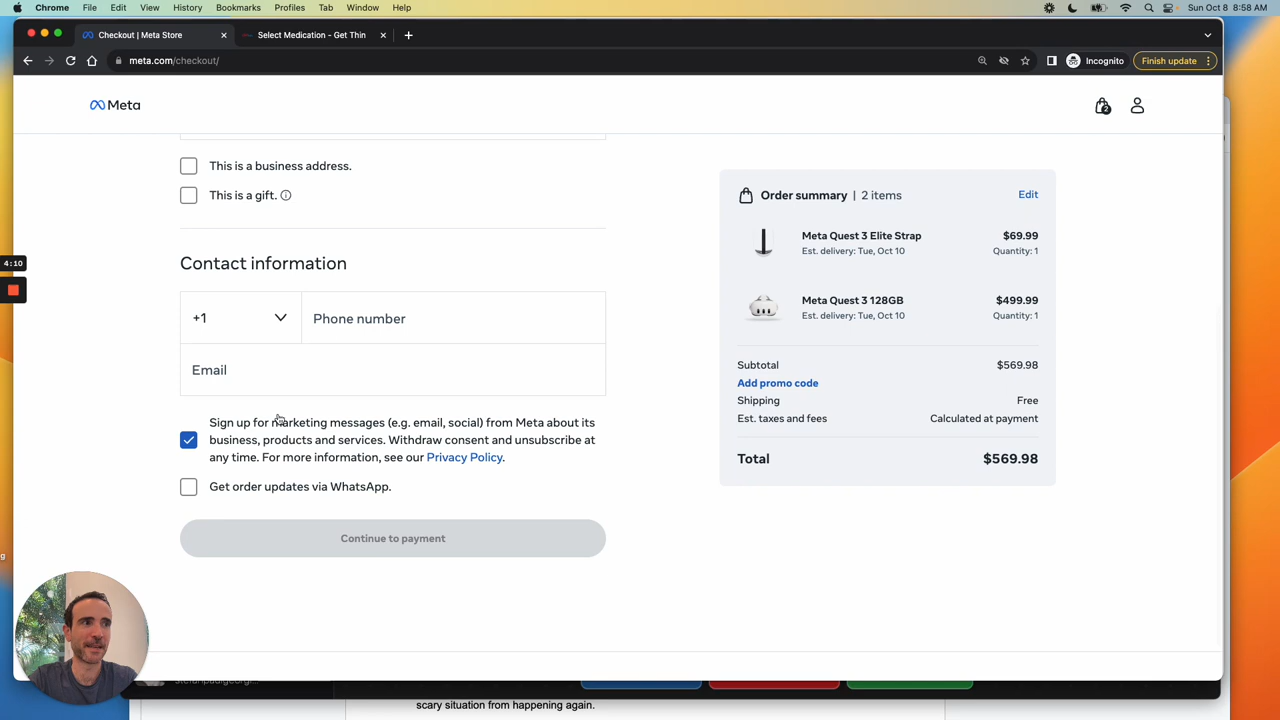 Chrome File Edit View History Bookmarks Profiles Tab Window Help Sun Oct 8 8:58 AM
Checkout | Meta Store Select Medication - Get Thin
meta.com/checkout/ Incognito Finish update
Meta 2
This is a business address.
This is a gift.
Order summary | 2 items Edit
Meta Quest 3 Elite Strap $69.99
Est. delivery: Tue, Oct 10 Quantity: 1
4:10
Contact information
+1 Phone number
Meta Quest 3 128GB $499.99
Est. delivery: Tue, Oct 10 Quantity: 1
Email
Subtotal $569.98
Add promo code
Shipping Free
Est. taxes and fees Calculated at payment
Total $569.98
Sign up for marketing messages (e.g. email, social) from Meta about its
business, products and services. Withdraw consent and unsubscribe at
any time. For more information, see our Privacy Policy.
Get order updates via WhatsApp.
Continue to payment
scary situation from happening again.